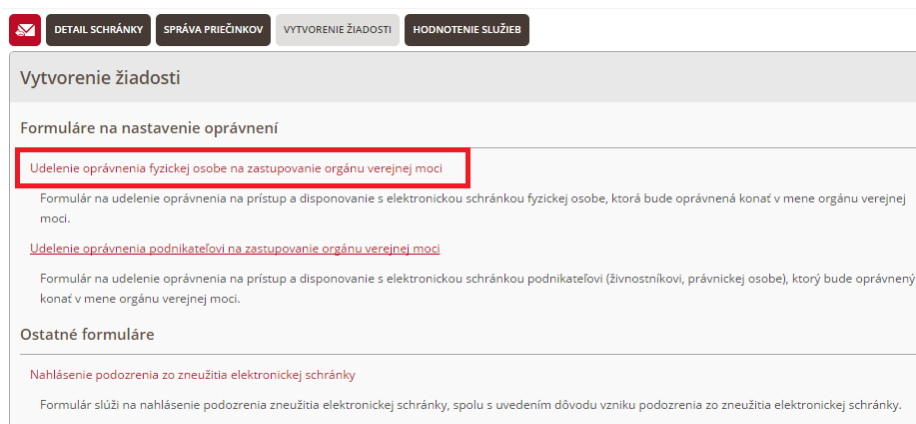 DETAIL SCHRÁNKY SPRÁVA PRIEČINKOV VYTVORENIE ŽIADOSTI HODNOTENIE SLUŽIEB
Vytvorenie žiadosti
Formuláre na nastavenie oprávnení
Udelenie oprávnenia fyzickej osobe na zastupovanie orgánu verejnej moci
Formulár na udelenie oprávnenia na prístup a disponovanie s elektronickou schránkou fyzickej osobe, ktorá bude oprávnená konať v mene orgánu verejnej
moci.
Udelenie oprávnenia podnikateľovi na zastupovanie orgánu verejnej moci
Formulár na udelenie oprávnenia na prístup a disponovanie s elektronickou schránkou podnikateľovi (živnostníkovi, právnickej osobe), ktorý bude oprávnený
konať v mene orgánu verejnej moci.
Ostatné formuláre
Nahlásenie podozrenia zo zneužitia elektronickej schránky
Formulár slúži na nahlásenie podozrenia zneužitia elektronickej schránky, spolu s uvedením dôvodu vzniku podozrenia zo zneužitia elektronickej schránky.